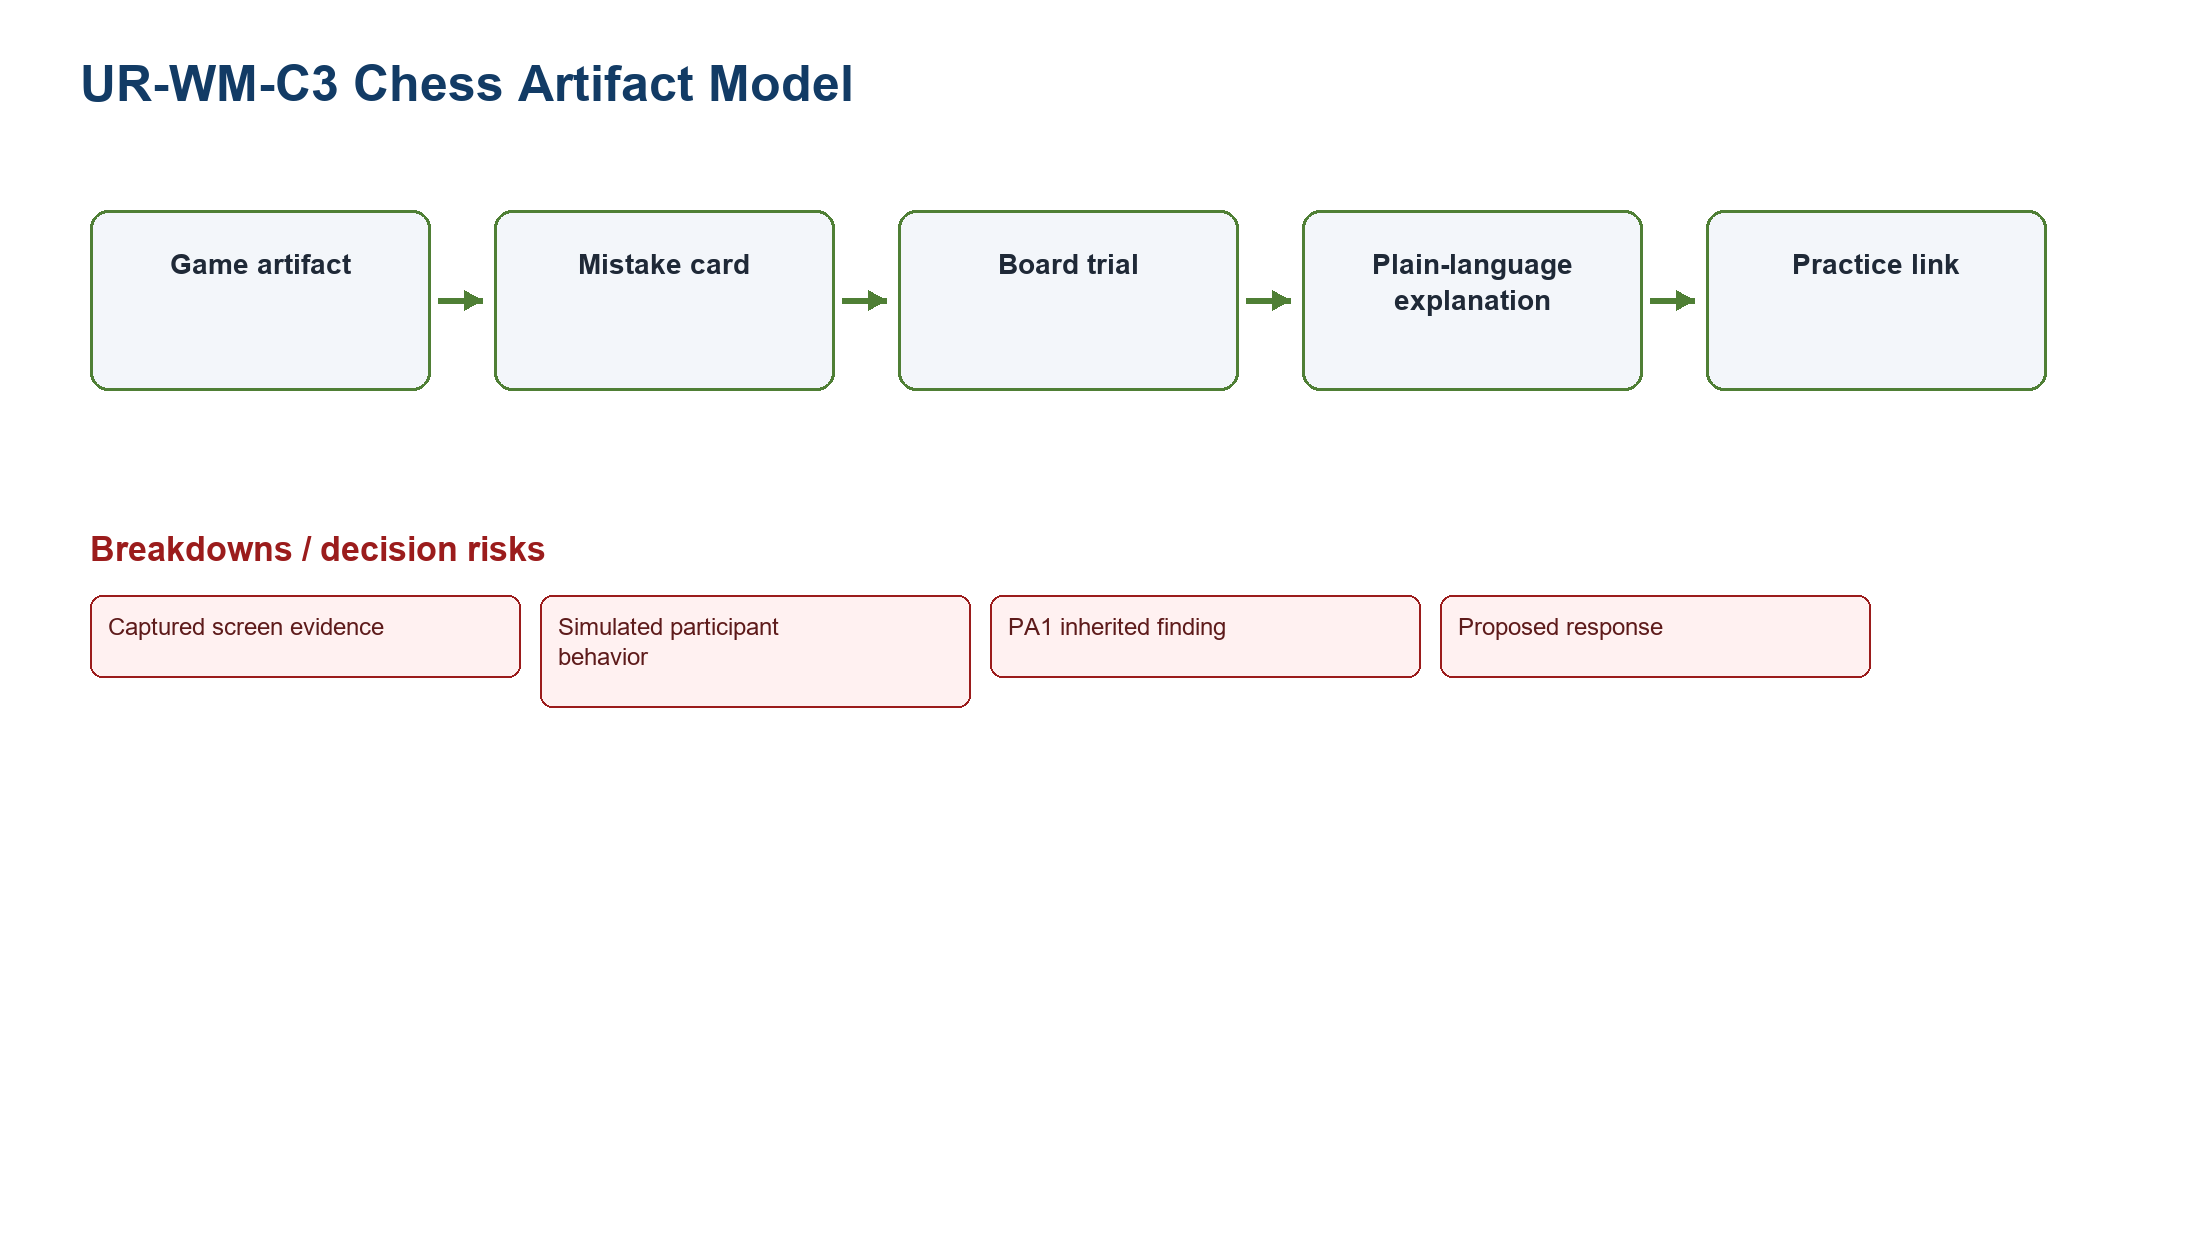 UR-WM-C3 Chess Artifact Model
Game artifact
Mistake card
Board trial
Plain-language
explanation
Practice link
Breakdowns / decision risks
Captured screen evidence
Simulated participant
behavior
PA1 inherited finding
Proposed response